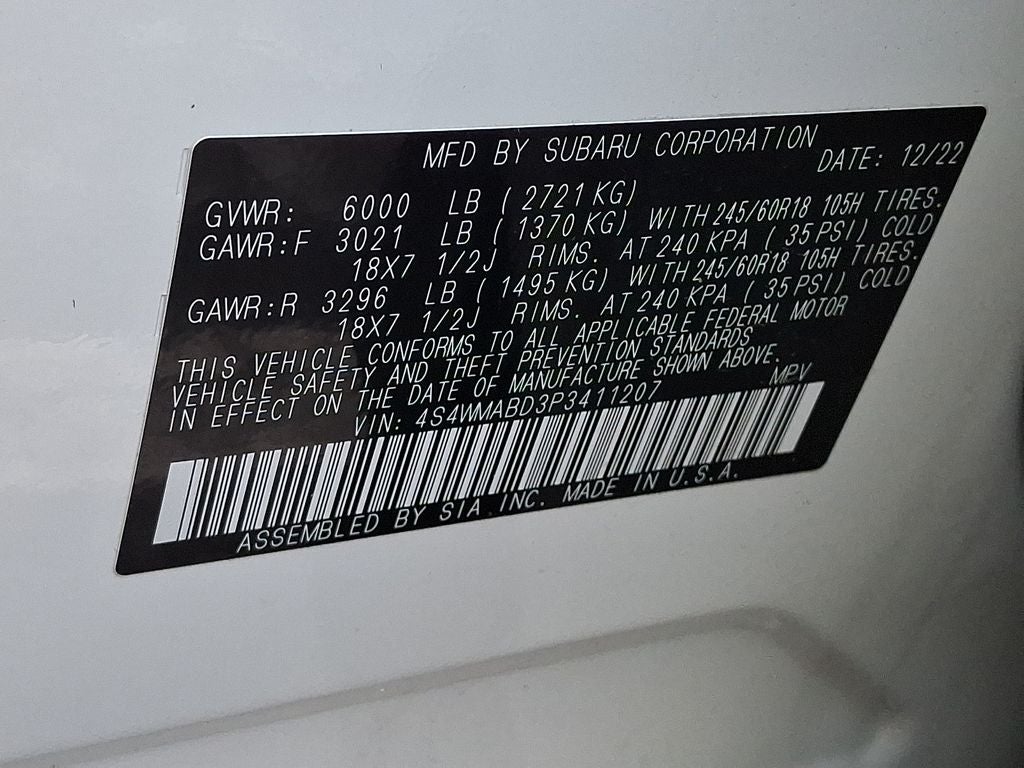 MFD BY SUBARU CORPORATION DATE: 12/22
GVWR: 6000 LB ( 2721 KG)
GAWR:F 3021 LB ( 1370 KG) WITH 245/60R18 105H TIRES.
18X7 1/2J RIMS. AT 240 KPA ( 35 PSI) COLD
GAWR:R 3296 LB ( 1495 KG) WITH 245/60R18 105H TIRES.
18X7 1/2J RIMS. AT 240 KPA ( 35 PSI) COLD
THIS VEHICLE CONFORMS TO ALL APPLICABLE FEDERAL MOTOR
VEHICLE SAFETY AND THEFT PREVENTION STANDARDS
IN EFFECT ON THE DATE OF MANUFACTURE SHOWN ABOVE.
VIN: 4S4WMABD3P3411207 MPV
ASSEMBLED BY SIA INC. MADE IN U.S.A.